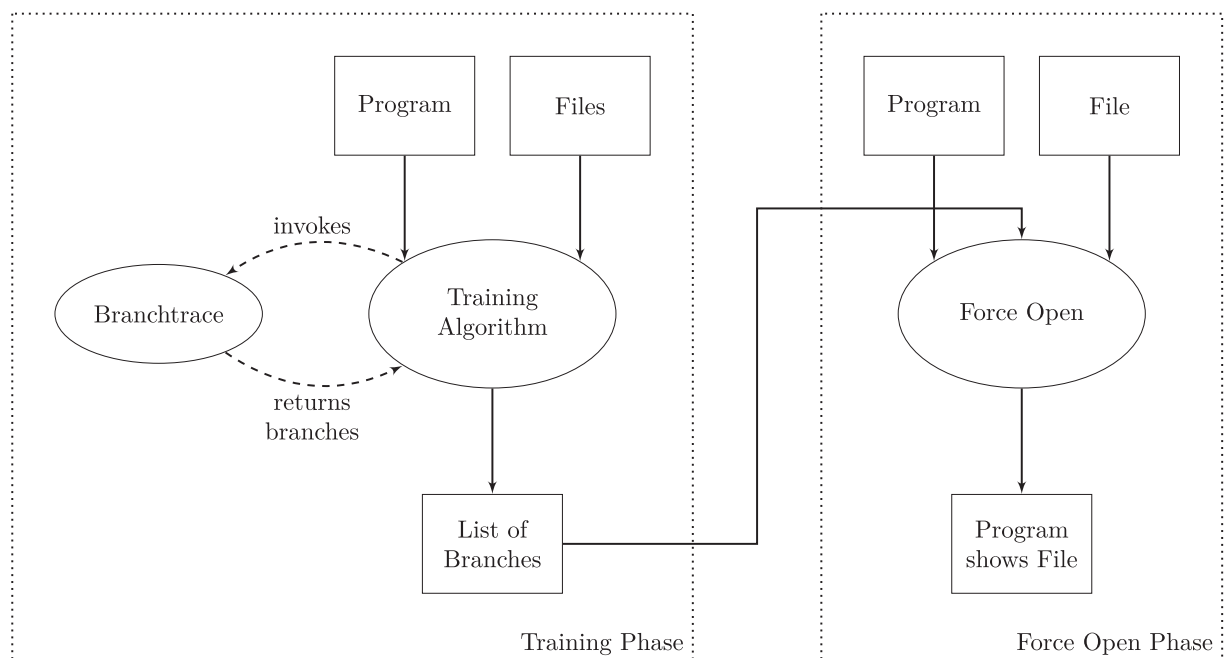 Program
Files
Program
File
invokes
Branchtrace
Training
Algorithm
Force Open
returns
branches
List of
Branches
Program
shows File
Training Phase
Force Open Phase